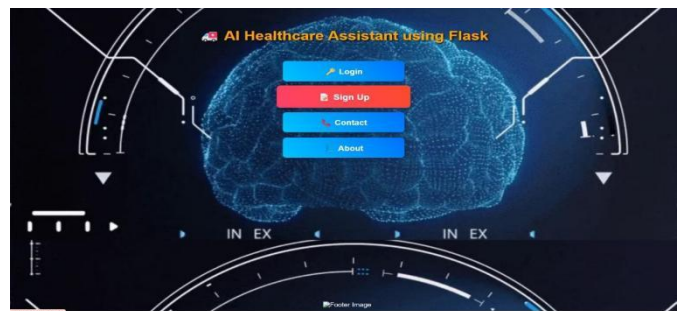 🚑 AI Healthcare Assistant using Flask
🔑 Login
📝 Sign Up
📞 Contact
ℹ️ About
IN EX IN EX
Footer Image